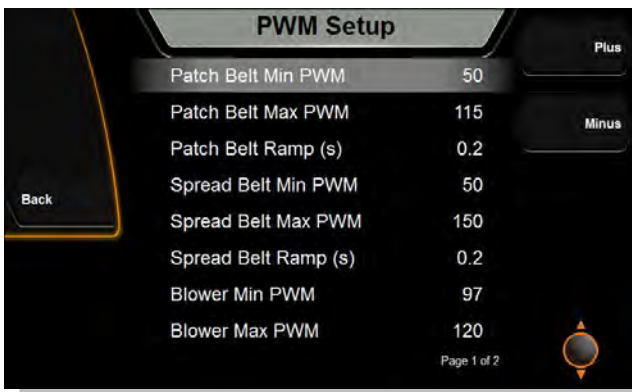 PWM Setup
Plus
Patch Belt Min PWM 50
Patch Belt Max PWM 115
Minus
Patch Belt Ramp (s) 0.2
Spread Belt Min PWM 50
Back
Spread Belt Max PWM 150
Spread Belt Ramp (s) 0.2
Blower Min PWM 97
Blower Max PWM 120
Page 1 of 2